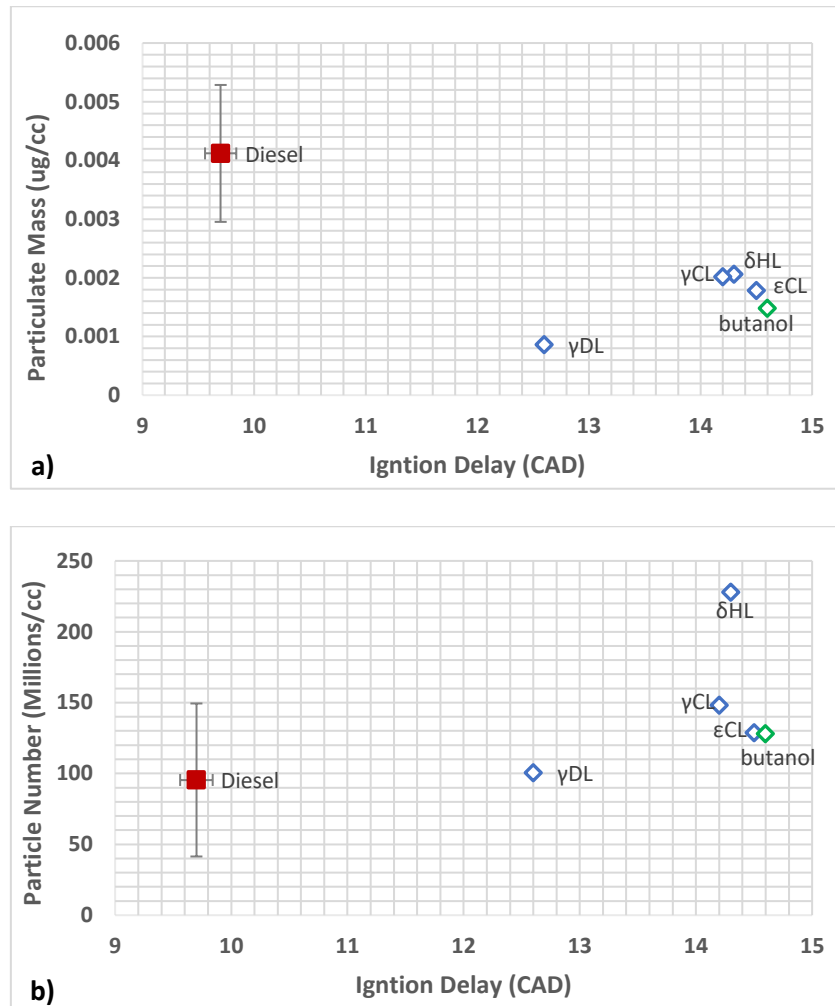 0.006
0.005
0.004
0.003
0.002
0.001
0
Particulate Mass (ug/cc)
Diesel
γCL
δHL
εCL
butanol
γDL
9 10 11 12 13 14 15
Igntion Delay (CAD)
a)
250
200
150
100
50
0
Particle Number (Millions/cc)
δHL
γCL
εCL
butanol
Diesel
γDL
9 10 11 12 13 14 15
Igntion Delay (CAD)
b)